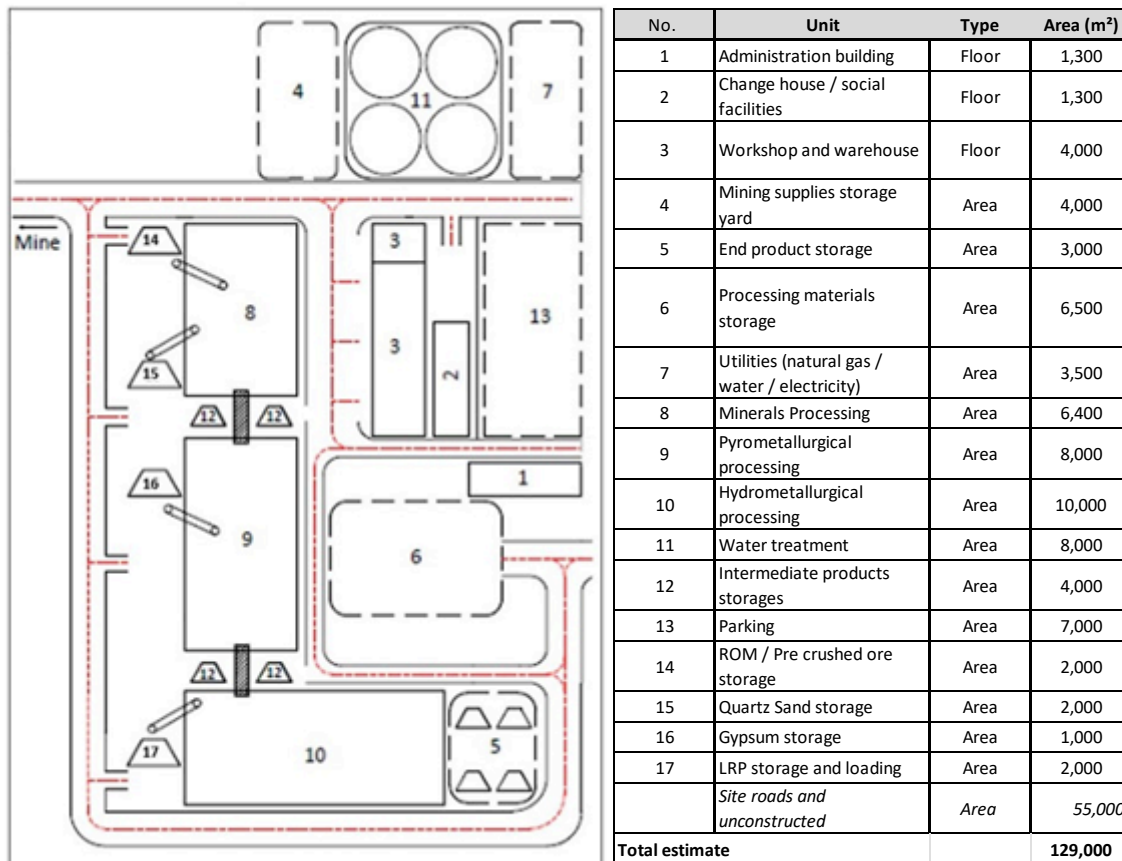 4
11
7
Mine
14
3
8
13
15
3
2
12
12
16
1
9
6
12
12
17
10
5
No. Unit Type Area (m²)
1 Administration building Floor 1,300
2 Change house / social
facilities Floor 1,300
3 Workshop and warehouse Floor 4,000
4 Mining supplies storage
yard Area 4,000
5 End product storage Area 3,000
6 Processing materials
storage Area 6,500
7 Utilities (natural gas /
water / electricity) Area 3,500
8 Minerals Processing Area 6,400
9 Pyrometallurgical
processing Area 8,000
10 Hydrometallurgical
processing Area 10,000
11 Water treatment Area 8,000
12 Intermediate products
storages Area 4,000
13 Parking Area 7,000
14 ROM / Pre crushed ore
storage Area 2,000
15 Quartz Sand storage Area 2,000
16 Gypsum storage Area 1,000
17 LRP storage and loading Area 2,000
Site roads and
unconstructed Area 55,000
Total estimate 129,000